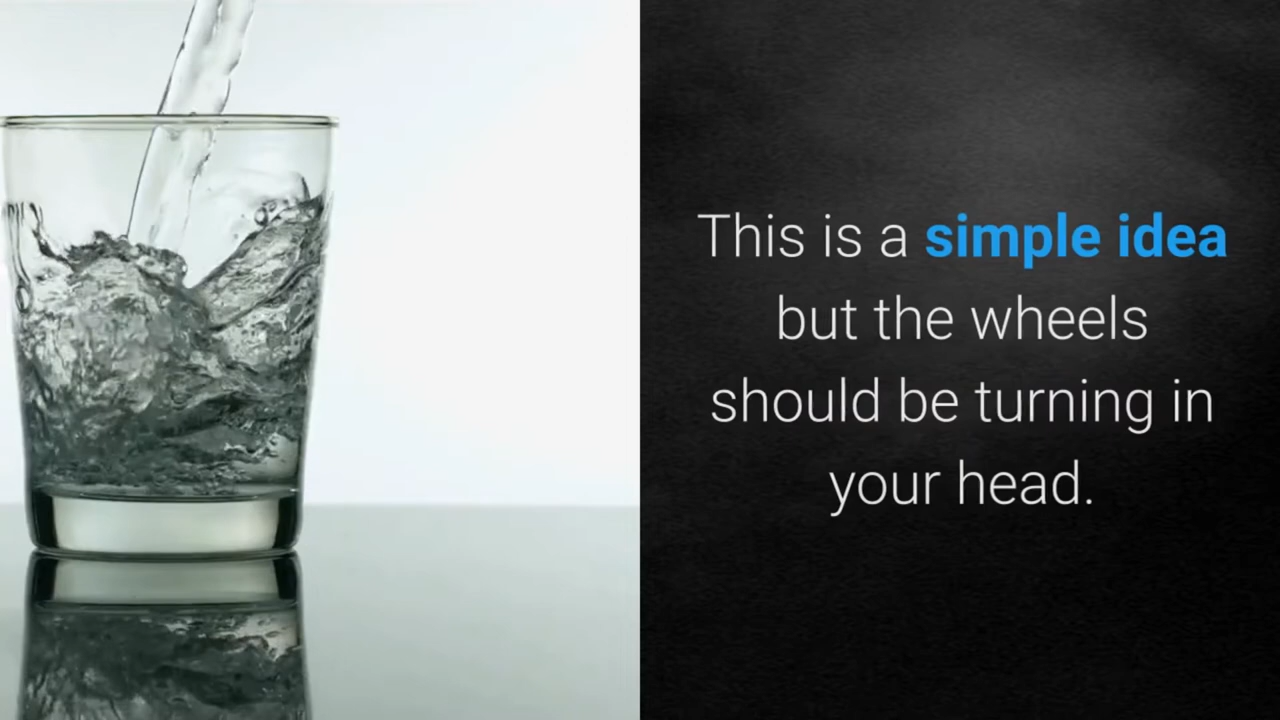 This is a simple idea
but the wheels
should be turning in
your head.